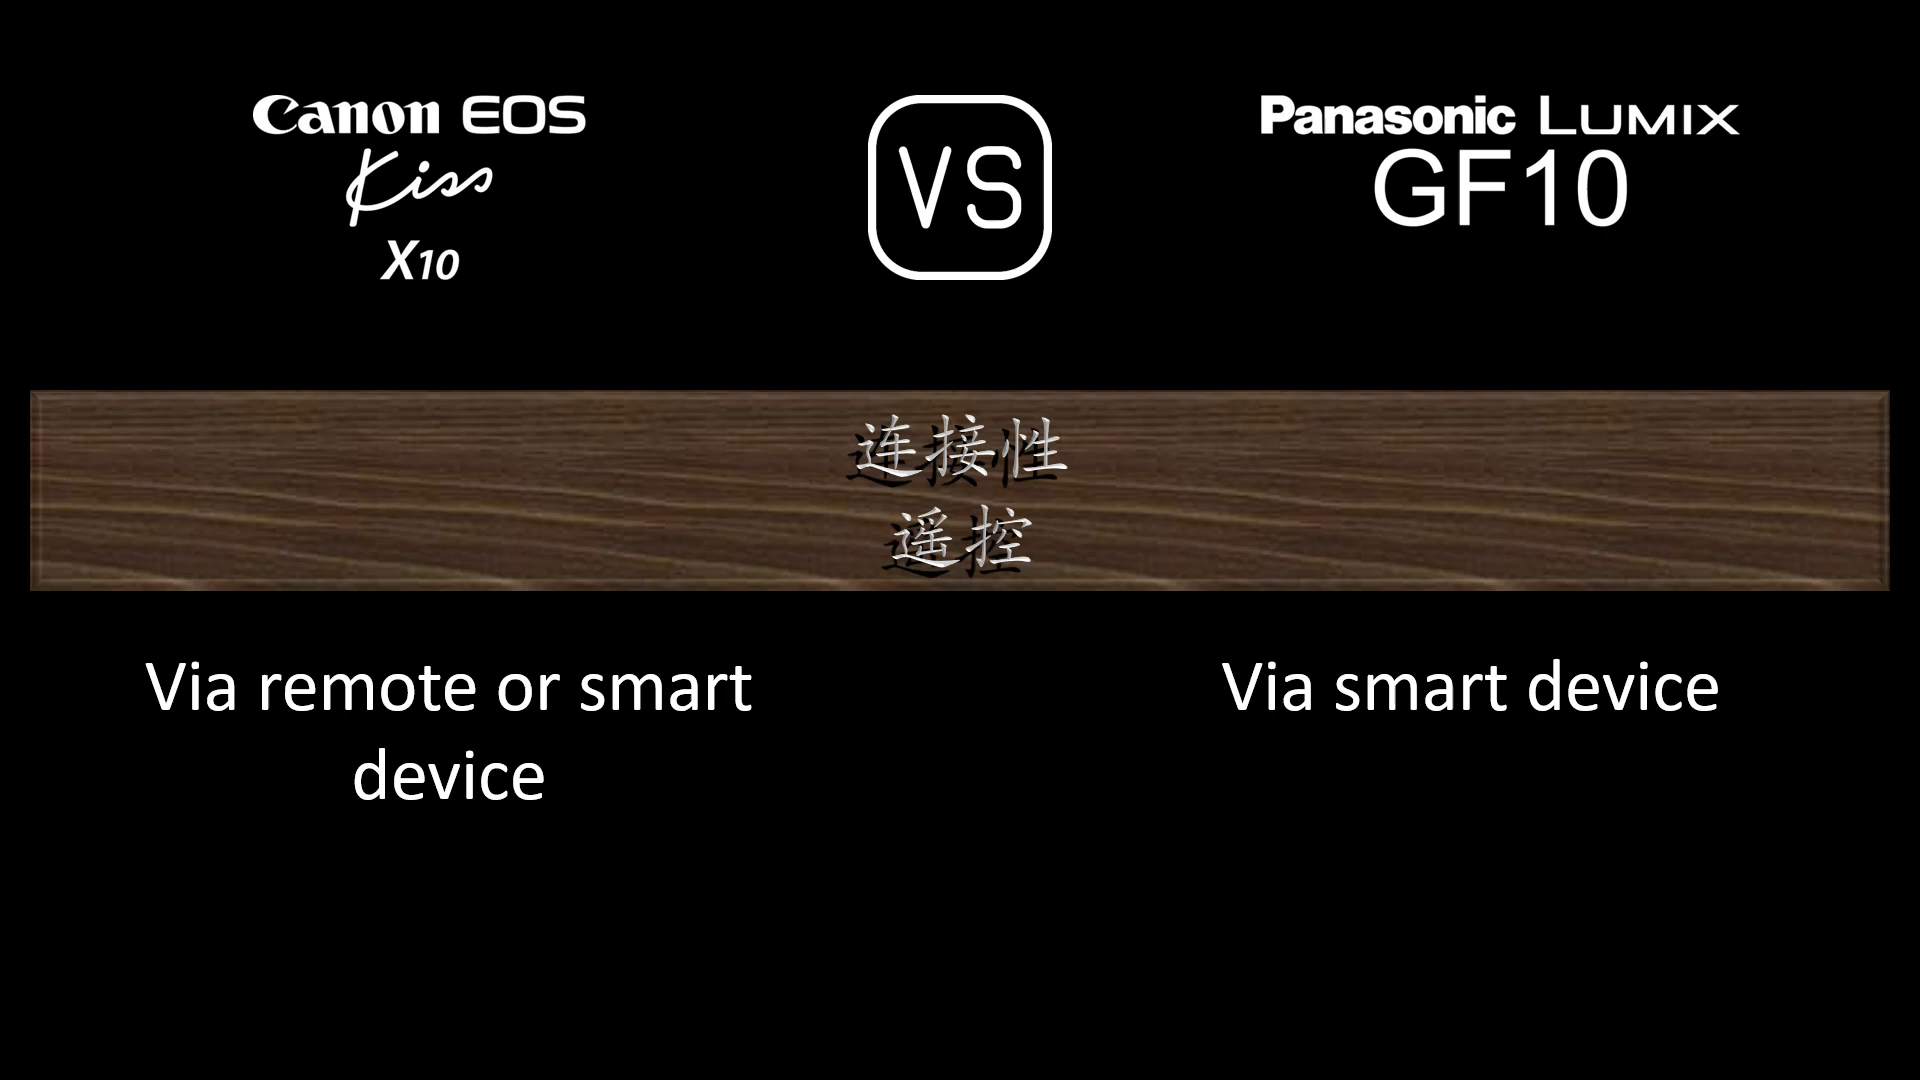 Canon EOS
Kiss
X10
VS
Panasonic LUMIX
GF10
连接性
遥控
Via remote or smart
device
Via smart device